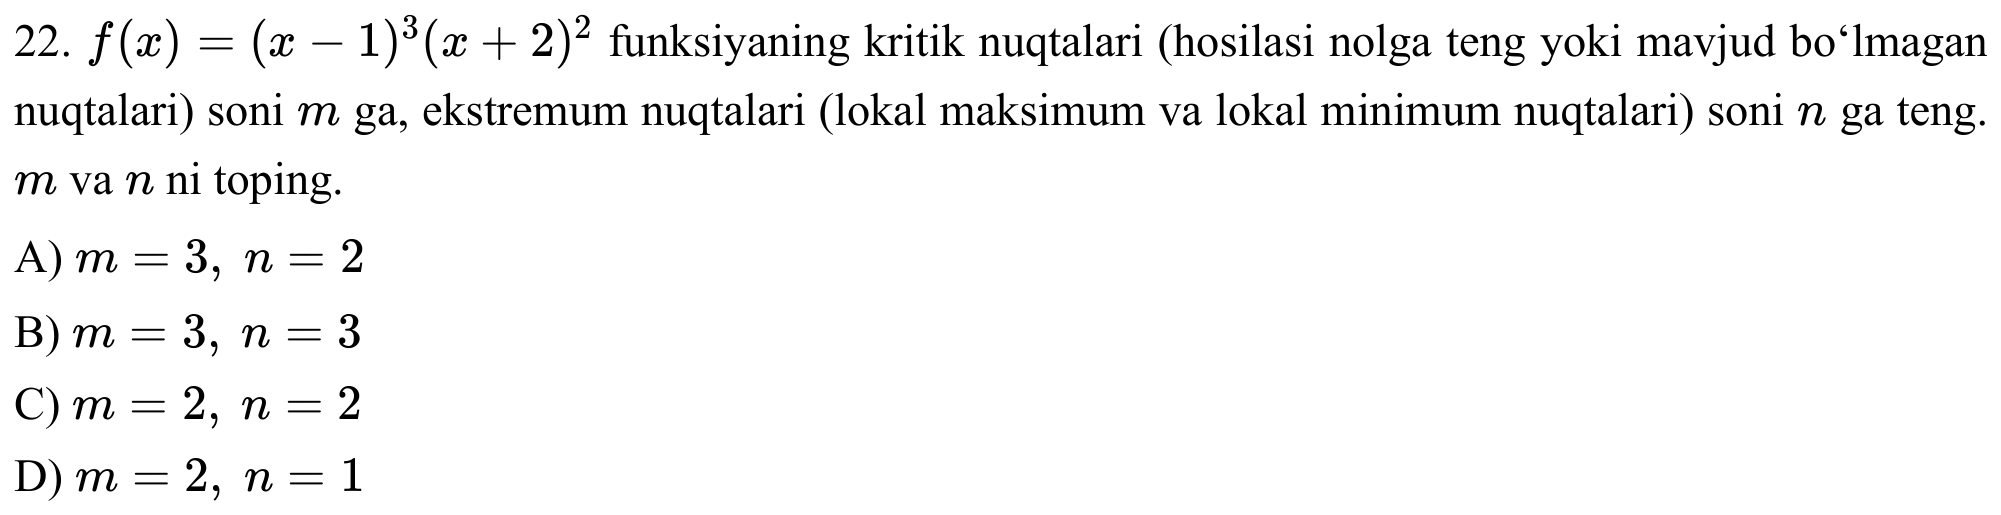 22. f(x) = (x − 1)³(x + 2)² funksiyaning kritik nuqtalari (hosilasi nolga teng yoki mavjud bo‘lmagan
nuqtalari) soni m ga, ekstremum nuqtalari (lokal maksimum va lokal minimum nuqtalari) soni n ga teng.
m va n ni toping.
A) m = 3, n = 2
B) m = 3, n = 3
C) m = 2, n = 2
D) m = 2, n = 1